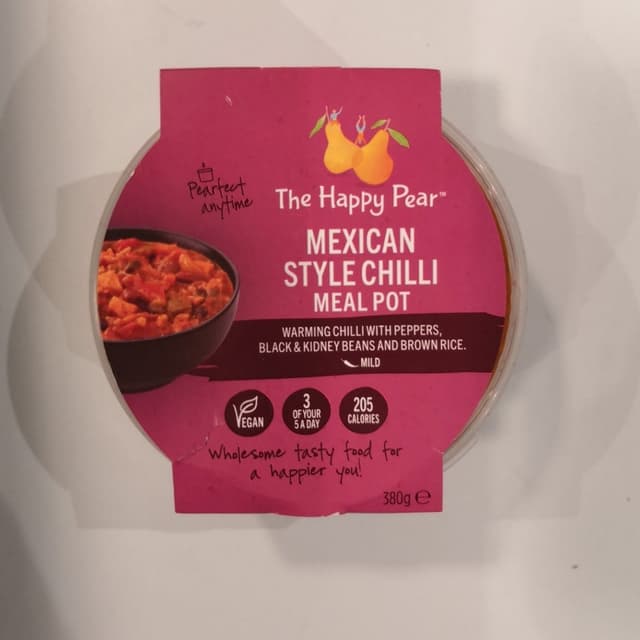 Pearfect
anytime
The Happy Pear™
MEXICAN
STYLE CHILLI
MEAL POT
WARMING CHILLI WITH PEPPERS,
BLACK & KIDNEY BEANS AND BROWN RICE.
MILD
VEGAN
3
OF YOUR
5 A DAY
205
CALORIES
Wholesome tasty food for
a happier you!
380g ℮